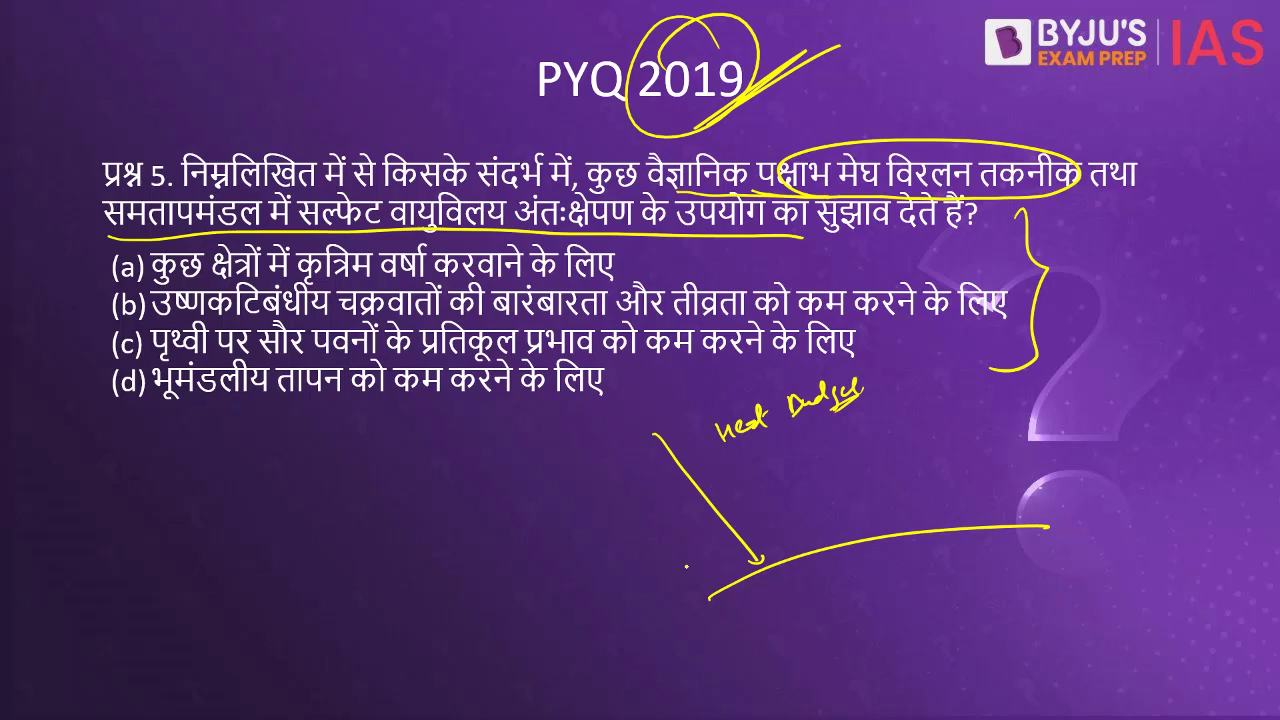 BYJU'S
EXAM PREP
IAS
PYQ 2019
प्रश्न 5. निम्नलिखित में से किसके संदर्भ में, कुछ वैज्ञानिक पक्षाभ मेघ विरलन तकनीक तथा
समतापमंडल में सल्फेट वायुविलय अंतःक्षेपण के उपयोग का सुझाव देते हैं?
(a) कुछ क्षेत्रों में कृत्रिम वर्षा करवाने के लिए
(b) उष्णकटिबंधीय चक्रवातों की बारंबारता और तीव्रता को कम करने के लिए
(c) पृथ्वी पर सौर पवनों के प्रतिकूल प्रभाव को कम करने के लिए
(d) भूमंडलीय तापन को कम करने के लिए
Heat Budget